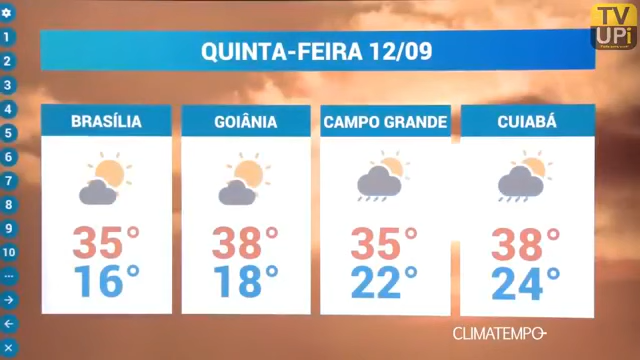 TV
UPi
QUINTA-FEIRA 12/09
BRASÍLIA
35°
16°
GOIÂNIA
38°
18°
CAMPO GRANDE
35°
22°
CUIABÁ
38°
24°
CLIMATEMPO
1
2
3
4
5
6
7
8
9
10
...